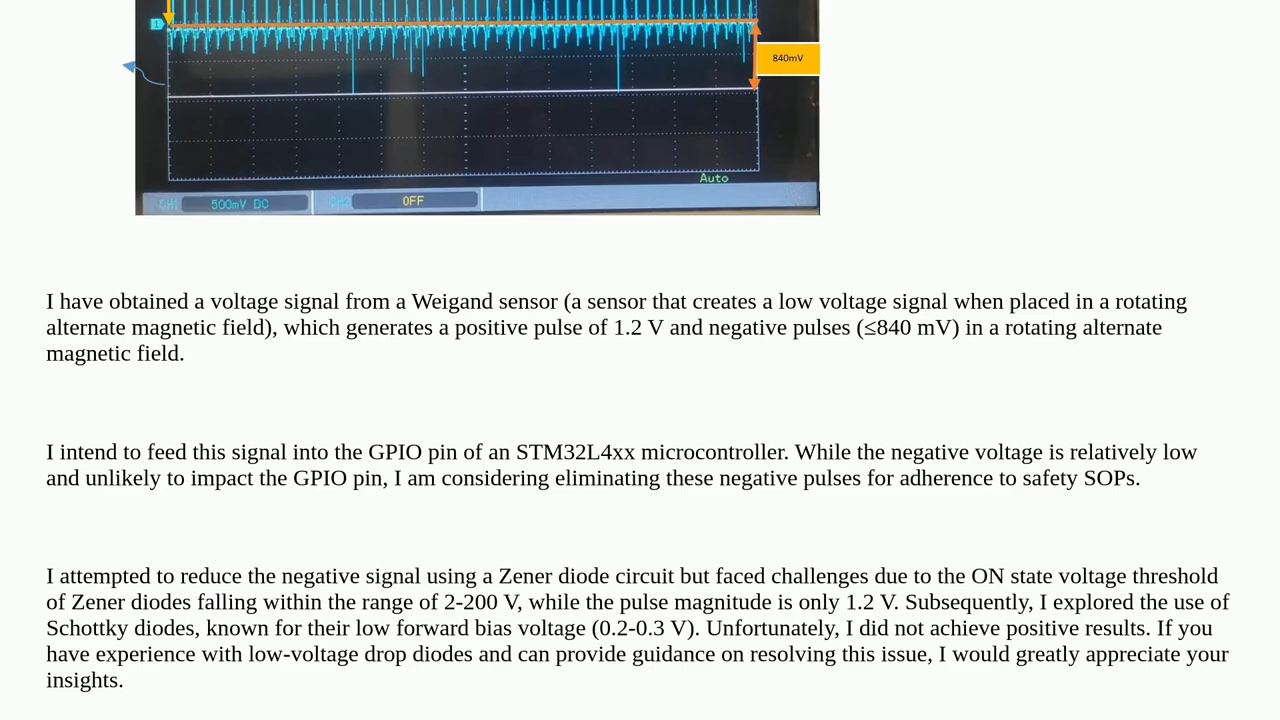 1
840mV
Auto
CH1 500mV DC CH2 OFF
I have obtained a voltage signal from a Weigand sensor (a sensor that creates a low voltage signal when placed in a rotating
alternate magnetic field), which generates a positive pulse of 1.2 V and negative pulses (≤840 mV) in a rotating alternate
magnetic field.
I intend to feed this signal into the GPIO pin of an STM32L4xx microcontroller. While the negative voltage is relatively low
and unlikely to impact the GPIO pin, I am considering eliminating these negative pulses for adherence to safety SOPs.
I attempted to reduce the negative signal using a Zener diode circuit but faced challenges due to the ON state voltage threshold
of Zener diodes falling within the range of 2-200 V, while the pulse magnitude is only 1.2 V. Subsequently, I explored the use of
Schottky diodes, known for their low forward bias voltage (0.2-0.3 V). Unfortunately, I did not achieve positive results. If you
have experience with low-voltage drop diodes and can provide guidance on resolving this issue, I would greatly appreciate your
insights.